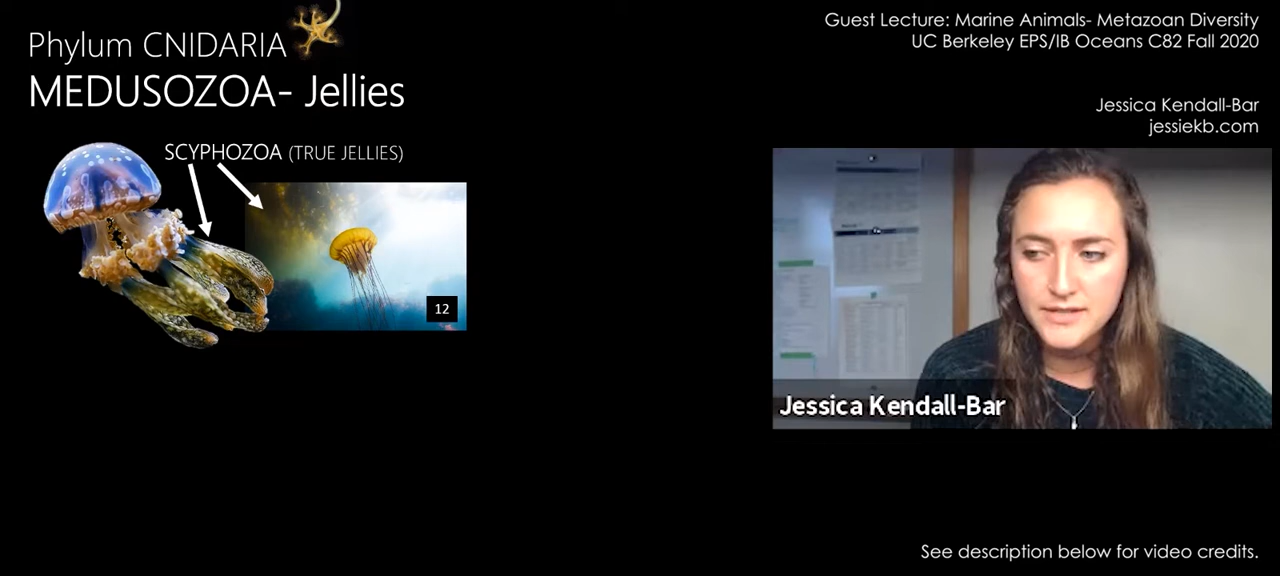 Phylum CNIDARIA
MEDUSOZOA- Jellies
SCYPHOZOA (TRUE JELLIES)
12
Guest Lecture: Marine Animals- Metazoan Diversity
UC Berkeley EPS/IB Oceans C82 Fall 2020
Jessica Kendall-Bar
jessiekb.com
Jessica Kendall-Bar
See description below for video credits.